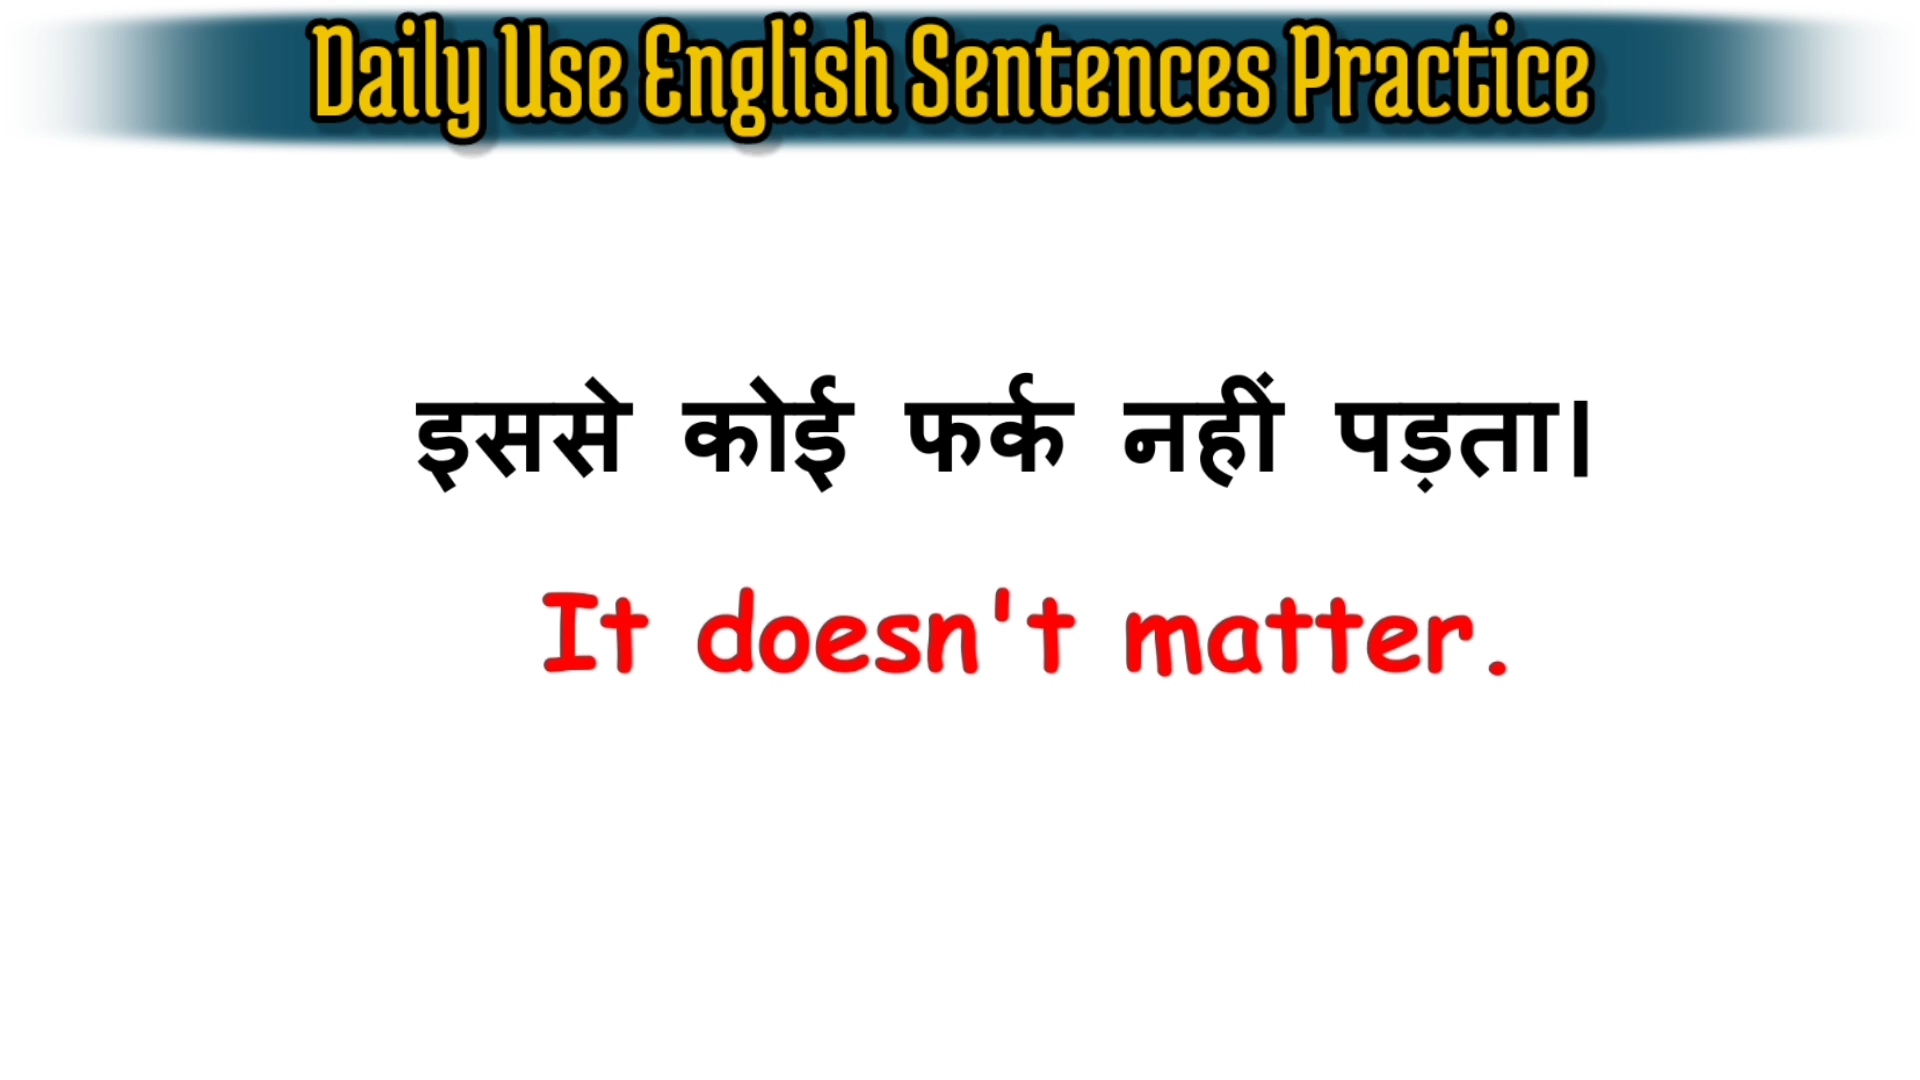 Daily Use English Sentences Practice
इससे कोई फर्क नहीं पड़ता।
It doesn't matter.